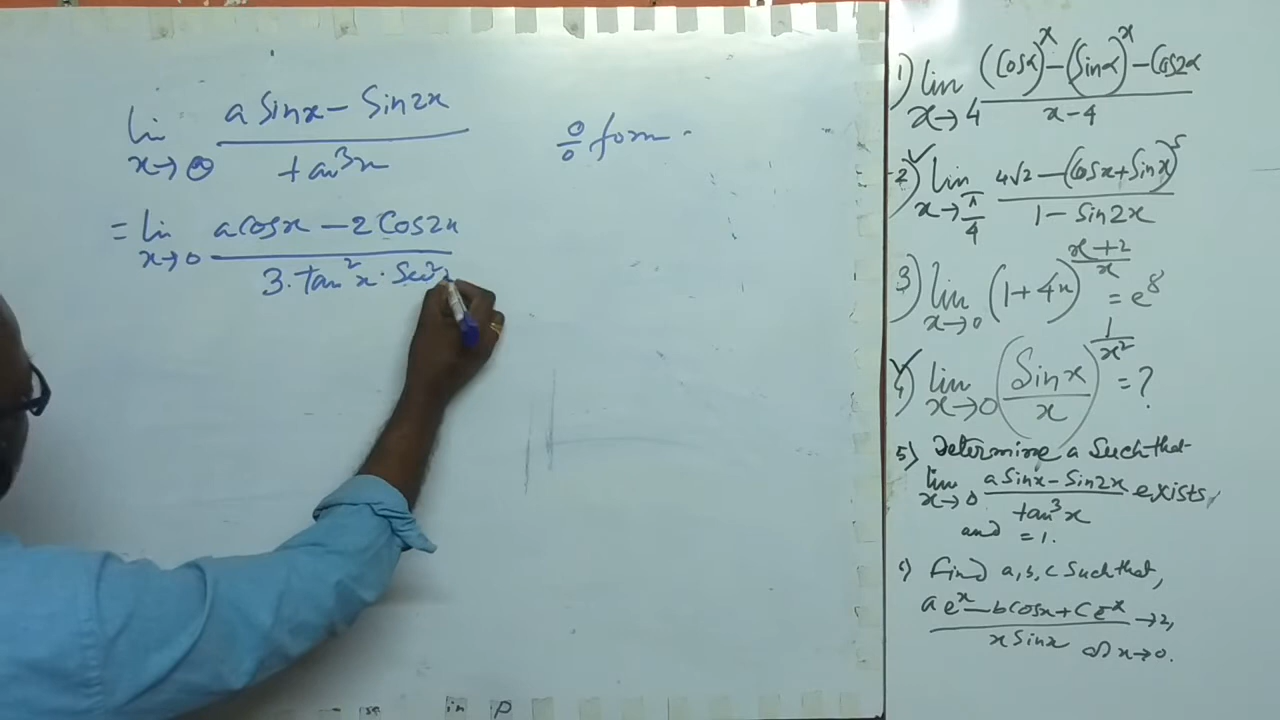 lim x→0 (a Sinx − Sin2x) / tan³x   0/0 form.
= lim x→0 (a cosx − 2 Cos2x) / 3·tan²x·Sec²x
1) lim x→4 ((Cosα)^x − (Sinα)^x − Cos2α) / (x−4)
2) lim x→π/4 (4√2 − (Cosx+Sinx)^5) / (1 − Sin2x)
3) lim x→0 (1+4x)^((x+2)/x) = e^8
4) lim x→0 (Sinx / x)^(1/x²) = ?
5) Determine a Such that
lim x→0 (a Sinx − Sin2x) / tan³x exists,
and = 1.
6) Find a, b, c Such that,
(a e^x − b Cosx + c e^-x) / (x Sinx) → 2,
as x→0.